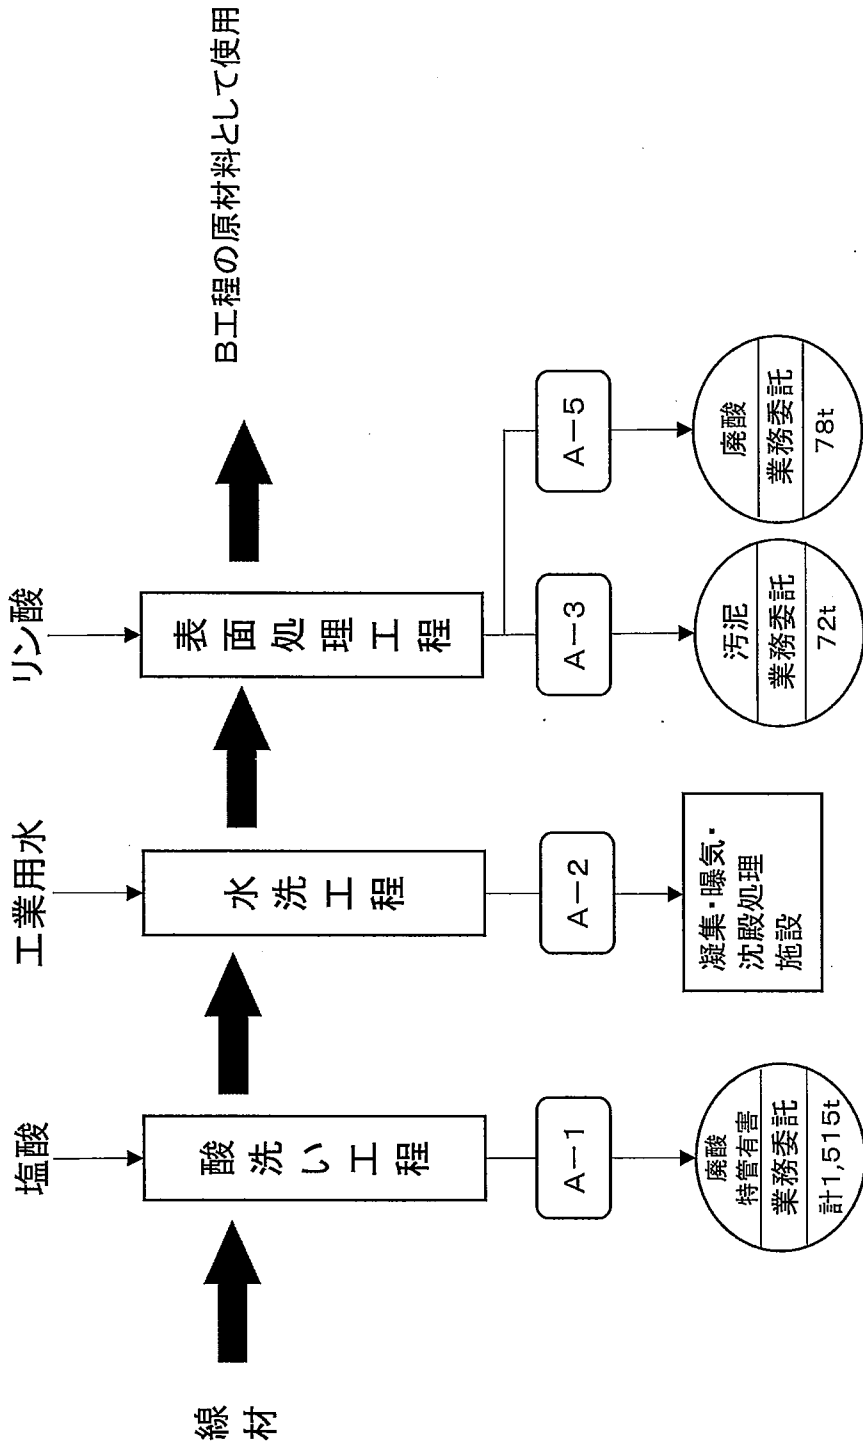 線
材
塩酸
酸洗い工程
A-1
廃酸
特管有害
業務委託
計1,515t
工業用水
水洗工程
A-2
凝集・曝気・
沈殿処理
施設
リン酸
表面処理工程
A-3
汚泥
業務委託
72t
A-5
廃酸
業務委託
78t
B工程の原材料として使用